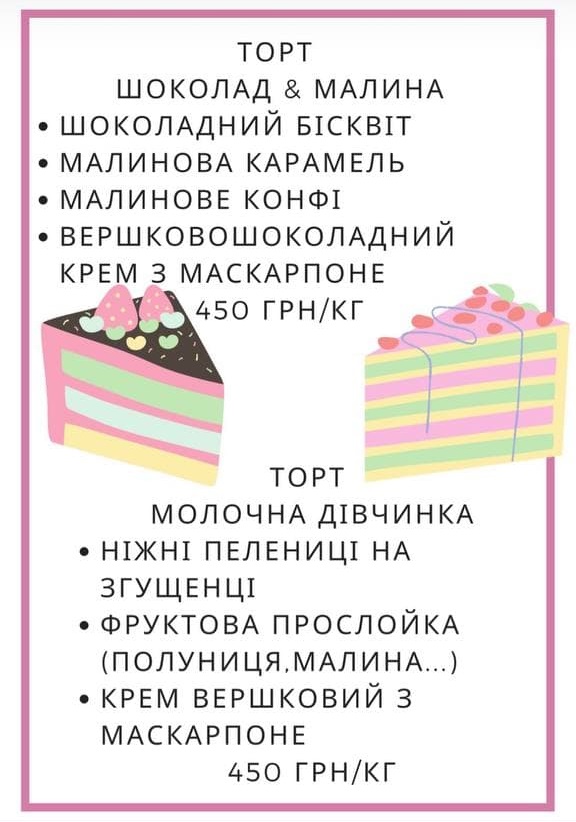 ТОРТ
ШОКОЛАД & МАЛИНА
• ШОКОЛАДНИЙ БІСКВІТ
• МАЛИНОВА КАРАМЕЛЬ
• МАЛИНОВЕ КОНФІ
• ВЕРШКОВОШОКОЛАДНИЙ
КРЕМ З МАСКАРПОНЕ
450 ГРН/КГ
ТОРТ
МОЛОЧНА ДІВЧИНКА
• НІЖНІ ПЕЛЕНИЦІ НА
ЗГУЩЕНЦІ
• ФРУКТОВА ПРОСЛОЙКА
(ПОЛУНИЦЯ,МАЛИНА...)
• КРЕМ ВЕРШКОВИЙ З
МАСКАРПОНЕ
450 ГРН/КГ